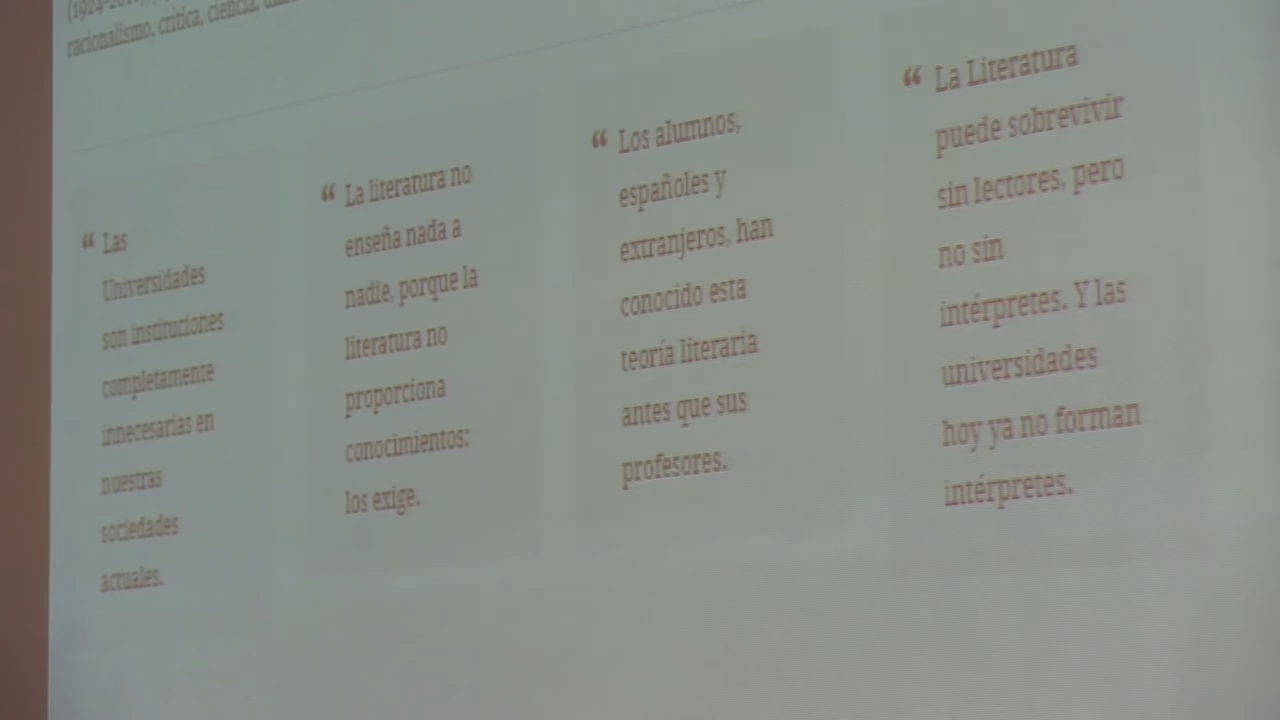 racionalismo, crítica, ciencia,
“ Las
Universidades
son instituciones
completamente
innecesarias en
nuestras
sociedades
actuales.
“ La literatura no
enseña nada a
nadie, porque la
literatura no
proporciona
conocimientos:
los exige.
“ Los alumnos,
españoles y
extranjeros, han
conocido esta
teoría literaria
antes que sus
profesores.
“ La Literatura
puede sobrevivir
sin lectores, pero
no sin
intérpretes. Y las
universidades
hoy ya no forman
intérpretes.